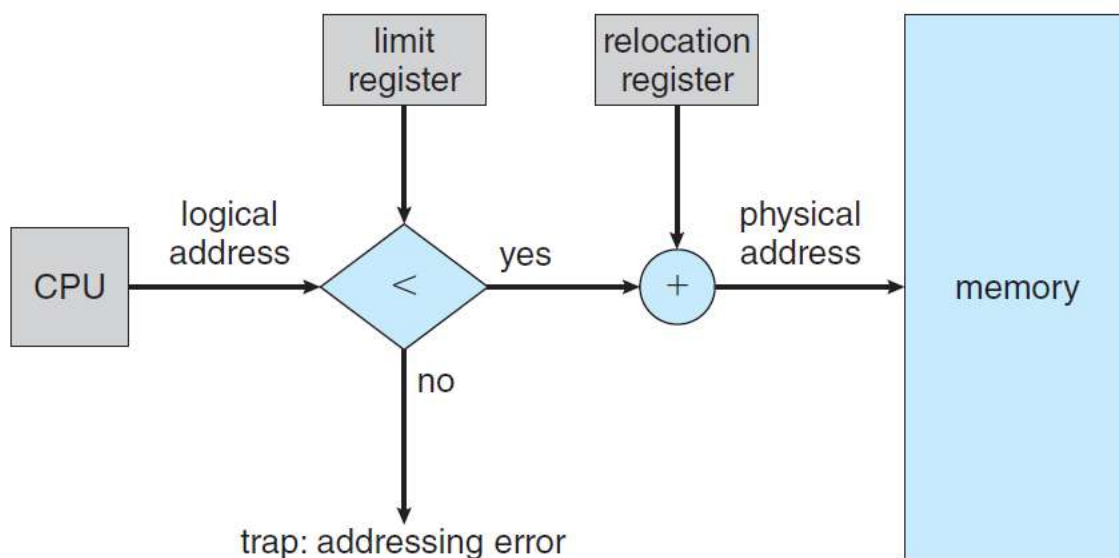 limit
register
relocation
register
logical
address
physical
address
CPU
<
yes
+
memory
no
trap: addressing error